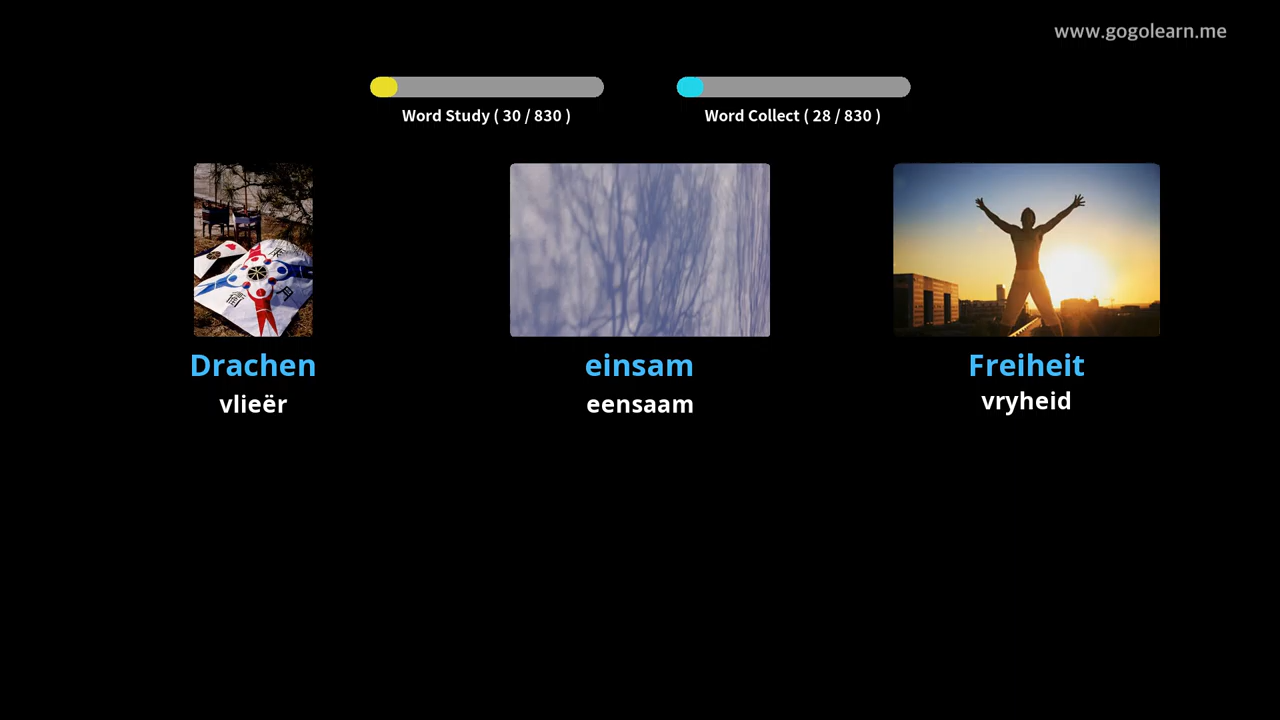 www.gogolearn.me
Word Study ( 30 / 830 )
Word Collect ( 28 / 830 )
Drachen
einsam
Freiheit
vlieër
eensaam
vryheid